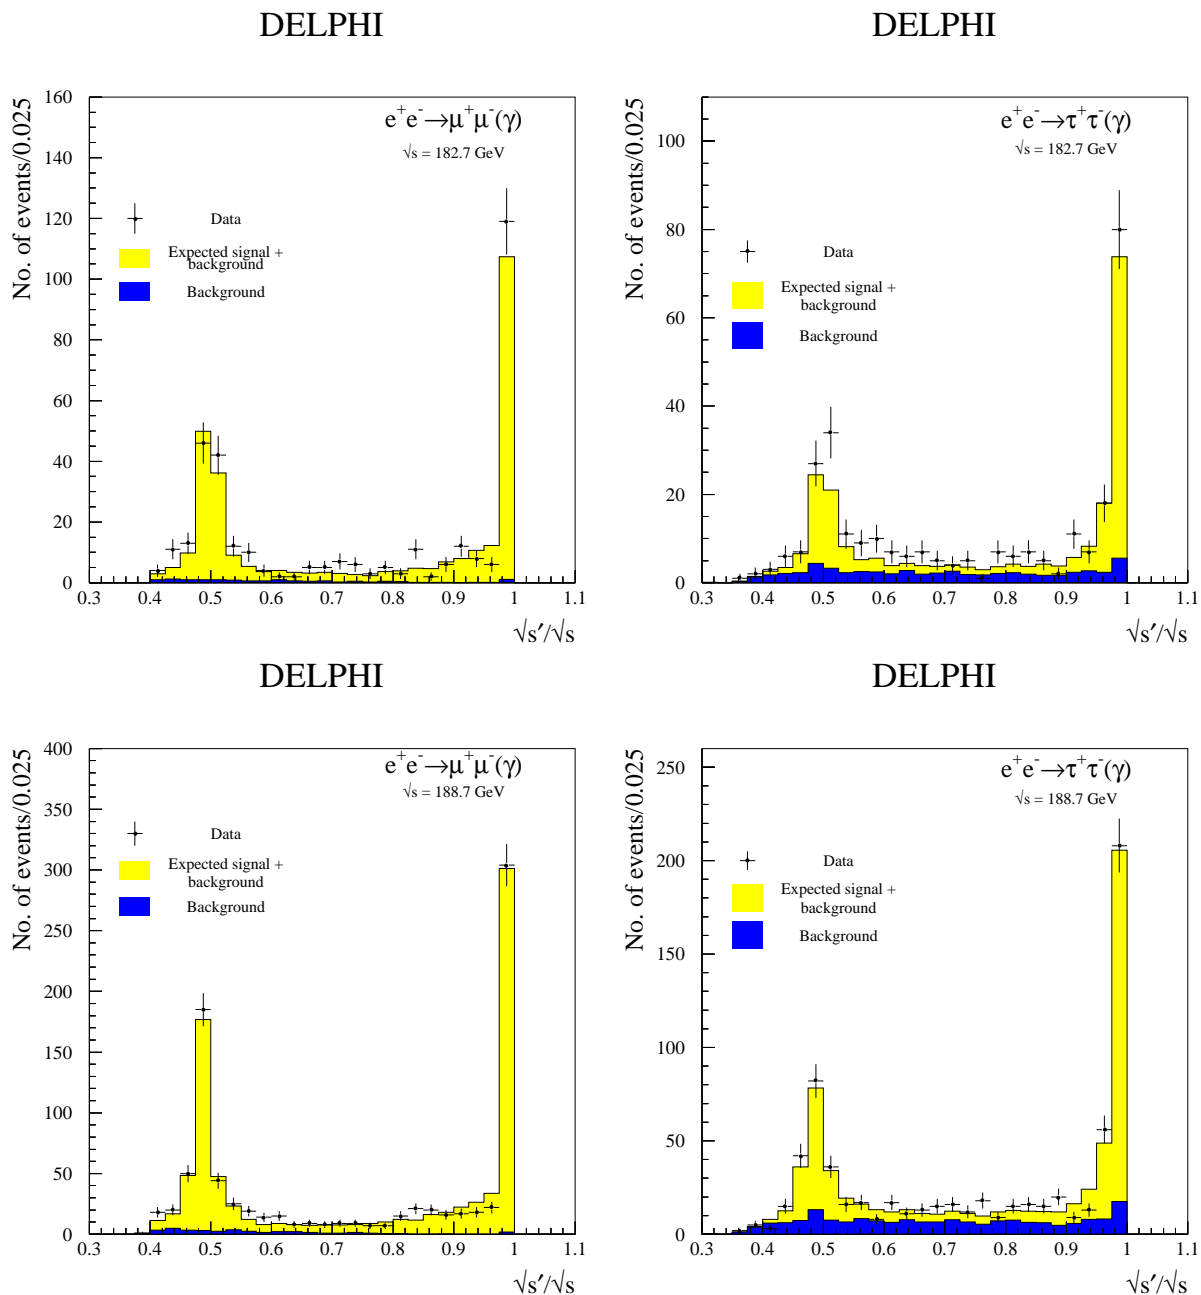 DELPHI
No. of events/0.025
160
140
120
100
80
60
40
20
0
e⁺e⁻→μ⁺μ⁻(γ)
√s = 182.7 GeV
Data
Expected signal +
background
Background
0.3 0.4 0.5 0.6 0.7 0.8 0.9 1 1.1
√s′/√s
DELPHI
No. of events/0.025
100
80
60
40
20
0
e⁺e⁻→τ⁺τ⁻(γ)
√s = 182.7 GeV
Data
Expected signal +
background
Background
0.3 0.4 0.5 0.6 0.7 0.8 0.9 1 1.1
√s′/√s
DELPHI
No. of events/0.025
400
350
300
250
200
150
100
50
0
e⁺e⁻→μ⁺μ⁻(γ)
√s = 188.7 GeV
Data
Expected signal +
background
Background
0.3 0.4 0.5 0.6 0.7 0.8 0.9 1 1.1
√s′/√s
DELPHI
No. of events/0.025
250
200
150
100
50
0
e⁺e⁻→τ⁺τ⁻(γ)
√s = 188.7 GeV
Data
Expected signal +
background
Background
0.3 0.4 0.5 0.6 0.7 0.8 0.9 1 1.1
√s′/√s